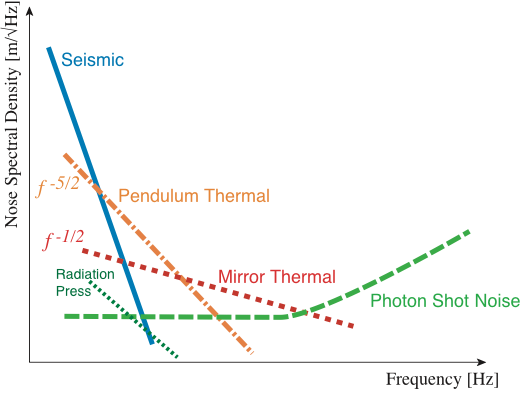 Nose Spectral Density [m/√Hz]
Seismic
f -5/2
Pendulum Thermal
f -1/2
Radiation
Press
Mirror Thermal
Photon Shot Noise
Frequency [Hz]